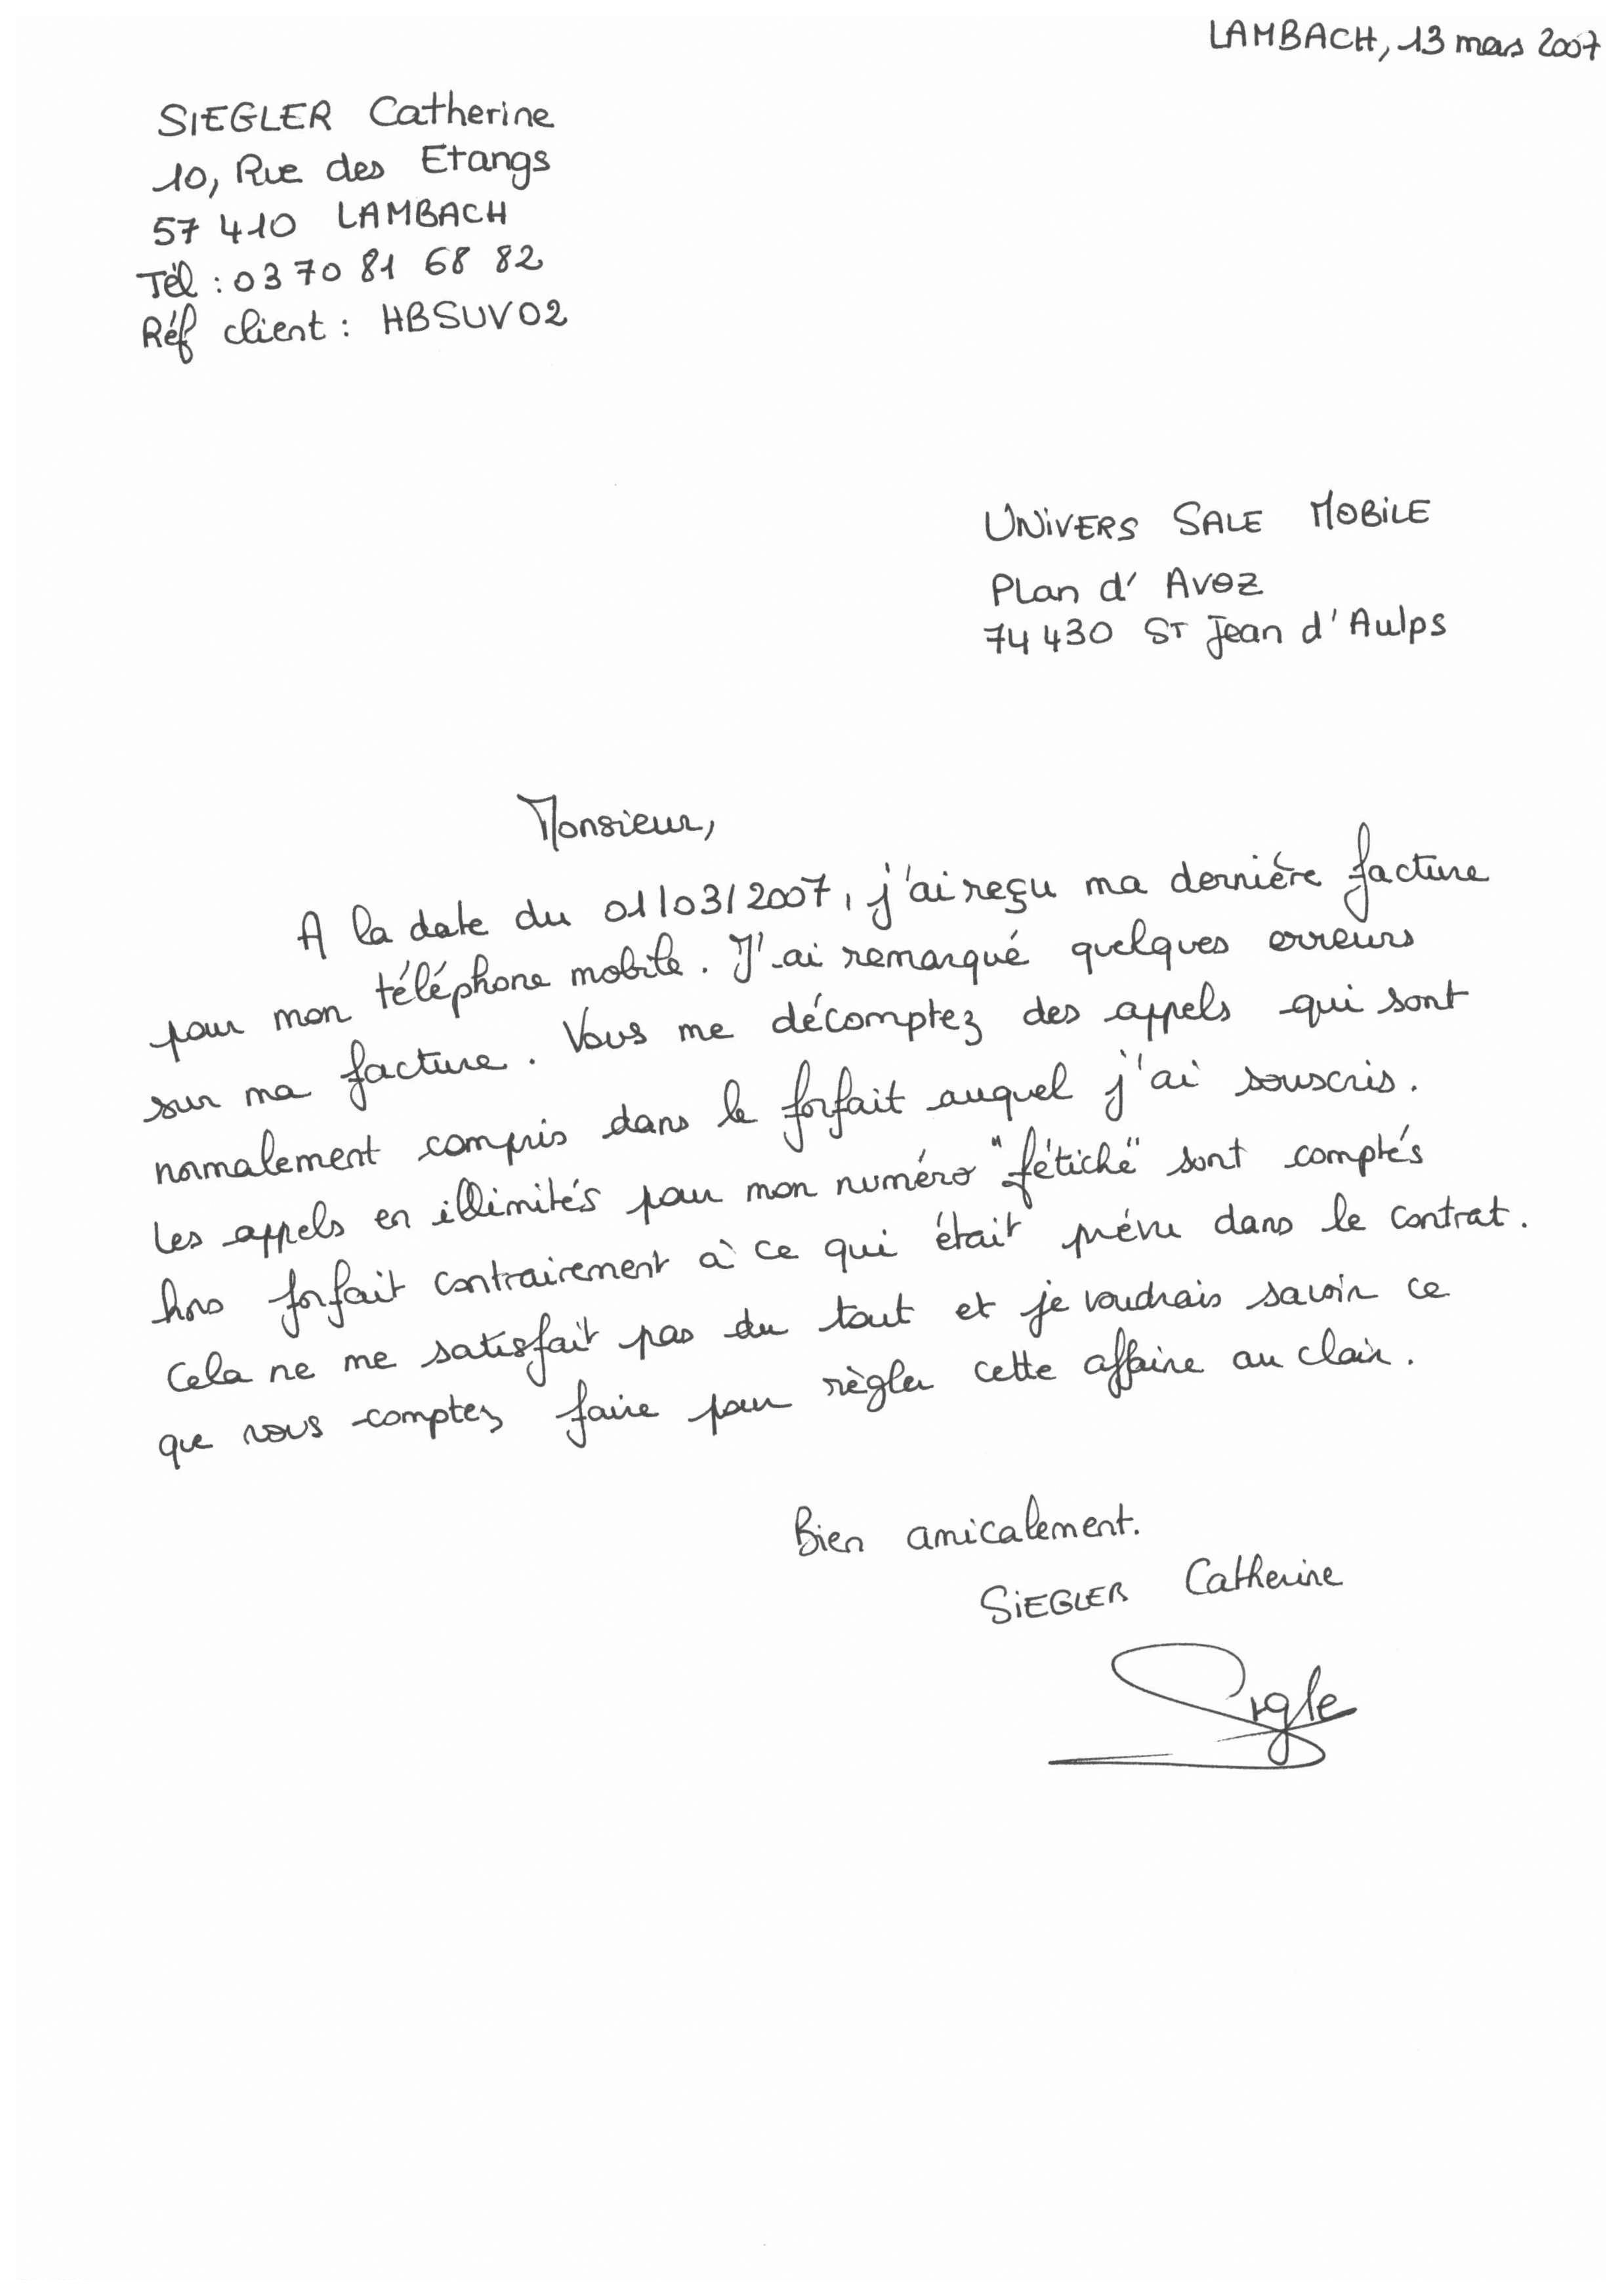 LAMBACH, 13 mars 2007
SIEGLER Catherine
10, Rue des Etangs
57 410 LAMBACH
Tél : 03 70 81 68 82
Réf client : HBSUV02
UNIVERS SALE MOBILE
Plan d' Avoz
74 430 ST Jean d'Aulps
Monsieur,
A la date du 01/03/2007, j'ai reçu ma dernière facture
pour mon téléphone mobile. J'ai remarqué quelques erreurs
sur ma facture. Vous me décomptez des appels qui sont
normalement compris dans le forfait auquel j'ai souscris.
Les appels en illimités pour mon numéro "fétiche" sont comptés
hors forfait contrairement à ce qui était prévu dans le contrat.
Cela ne me satisfait pas du tout et je voudrais savoir ce
que vous comptez faire pour règler cette affaire au clair.
Bien amicalement.
SIEGLER Catherine
Sigle